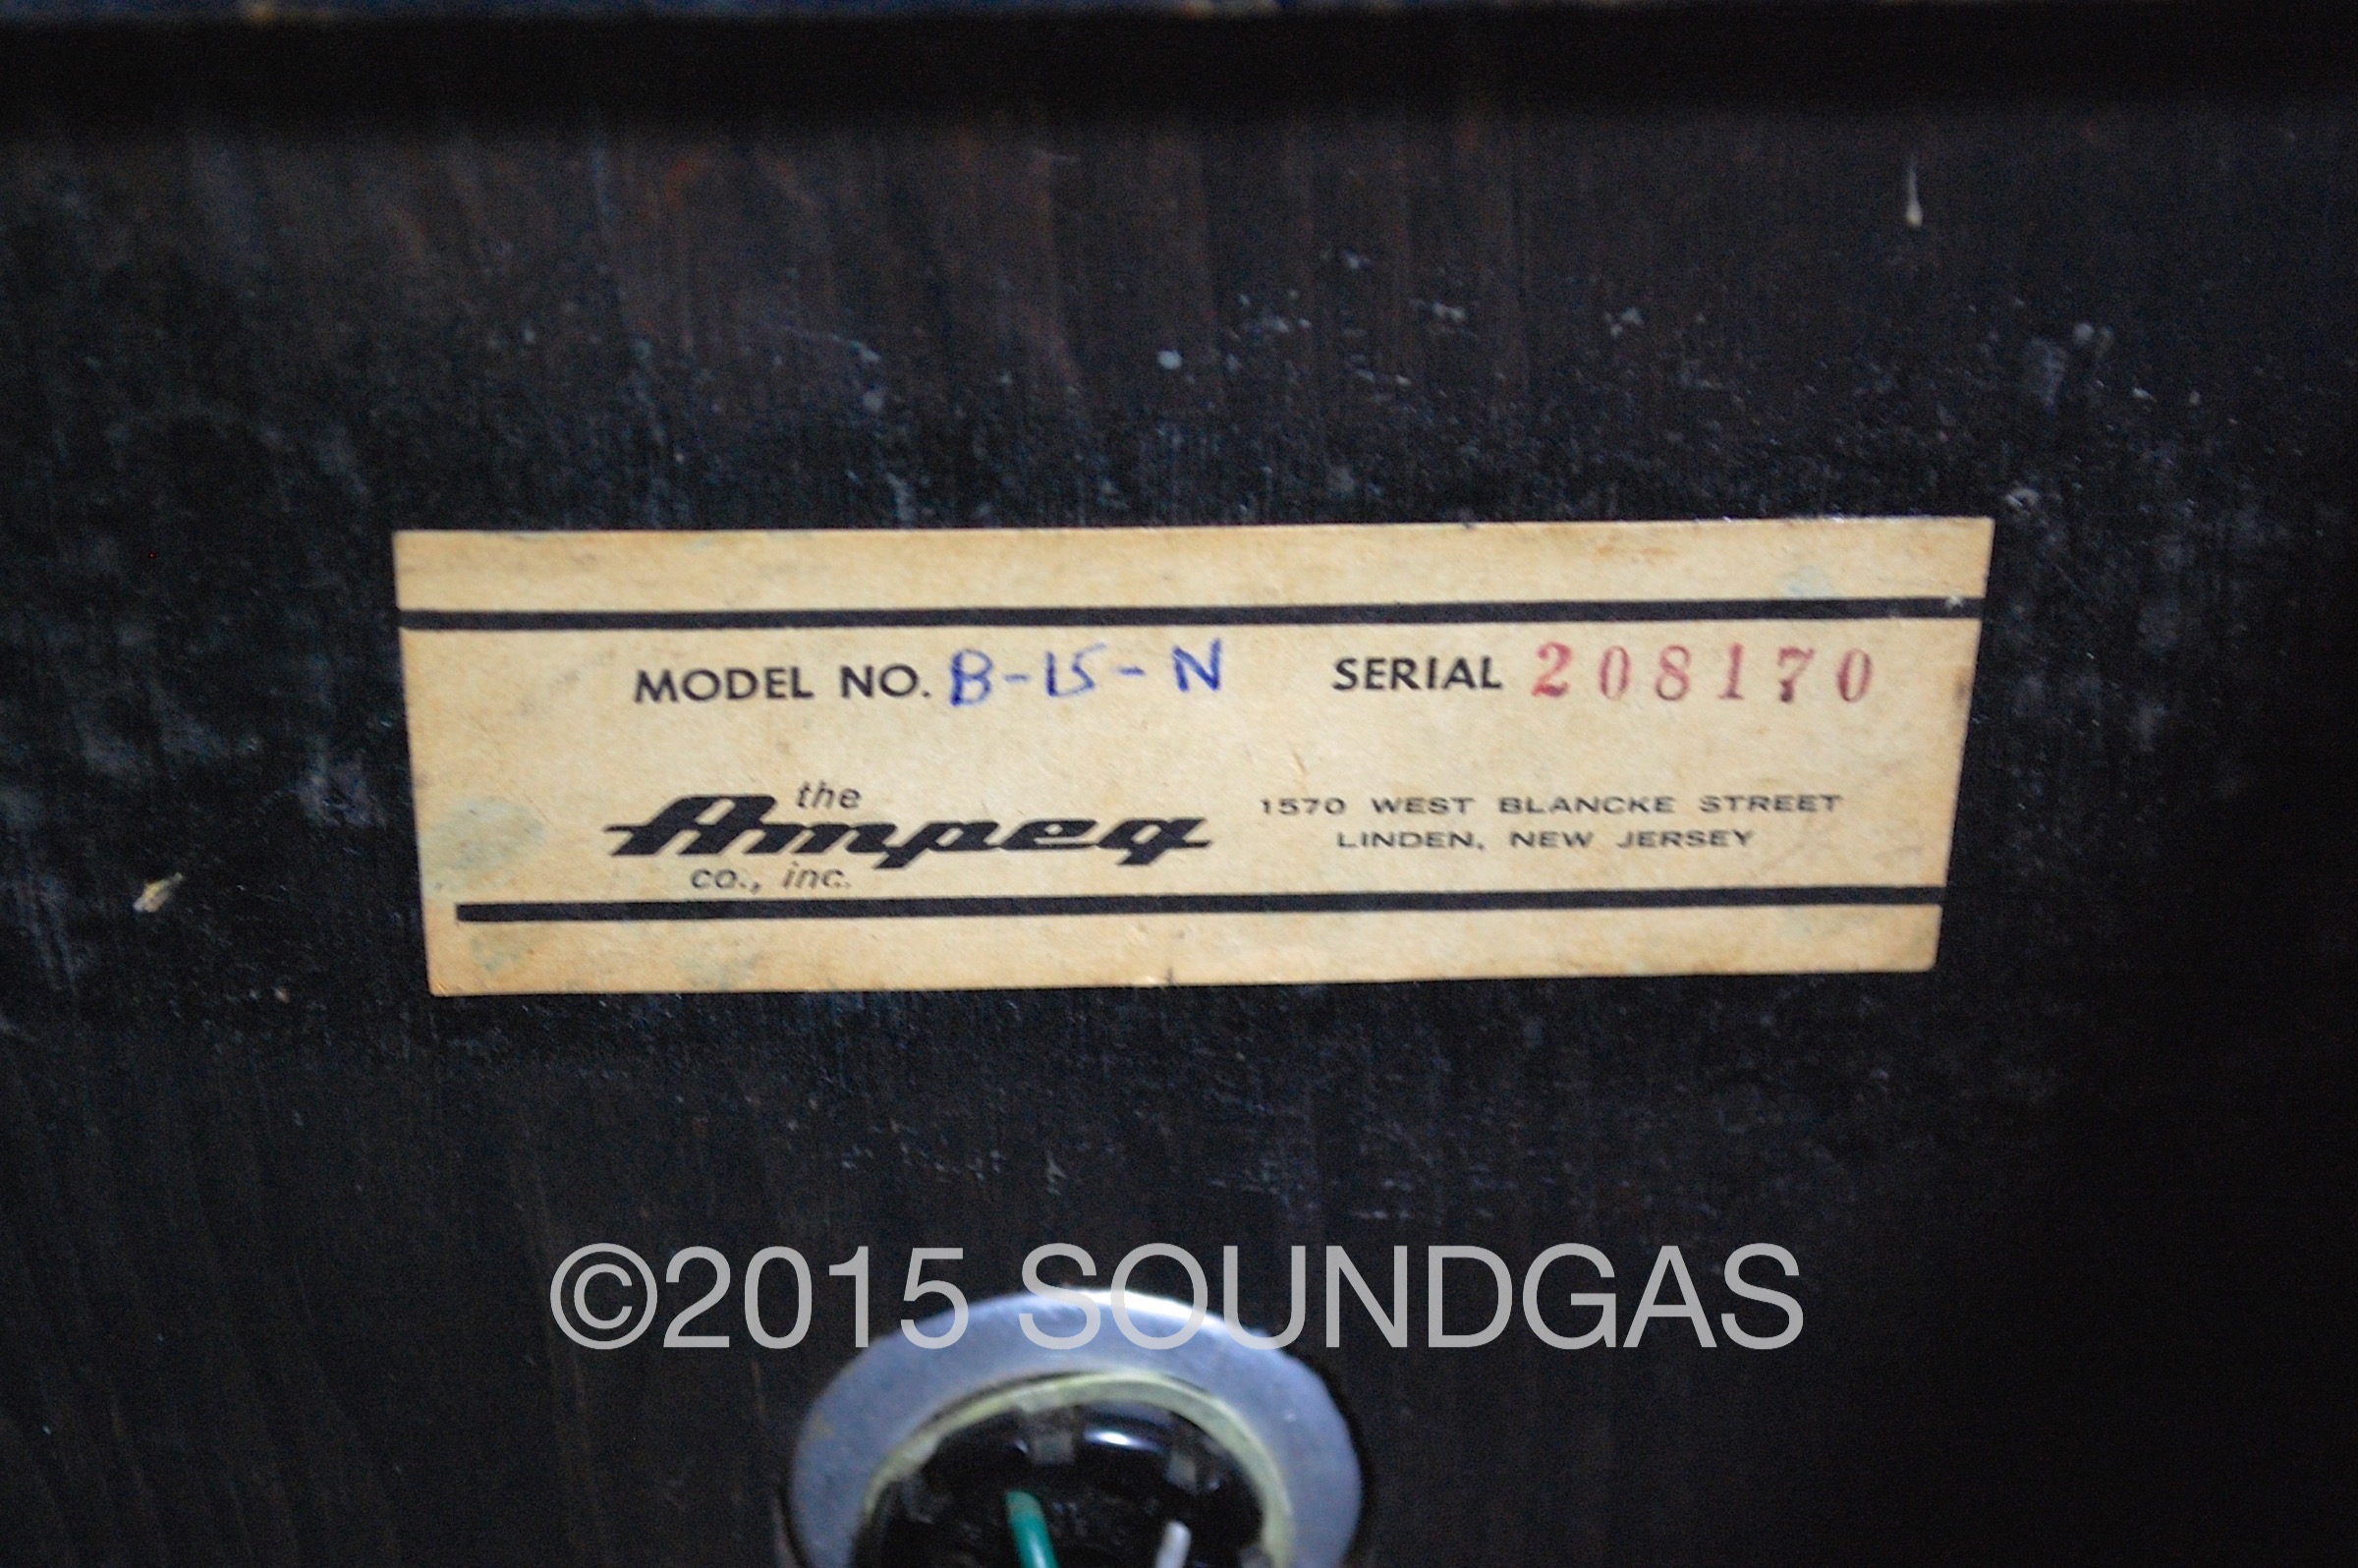 MODEL NO. B-15-N SERIAL 208170
the
Ampeg
co., inc.
1570 WEST BLANCKE STREET
LINDEN, NEW JERSEY
©2015 SOUNDGAS